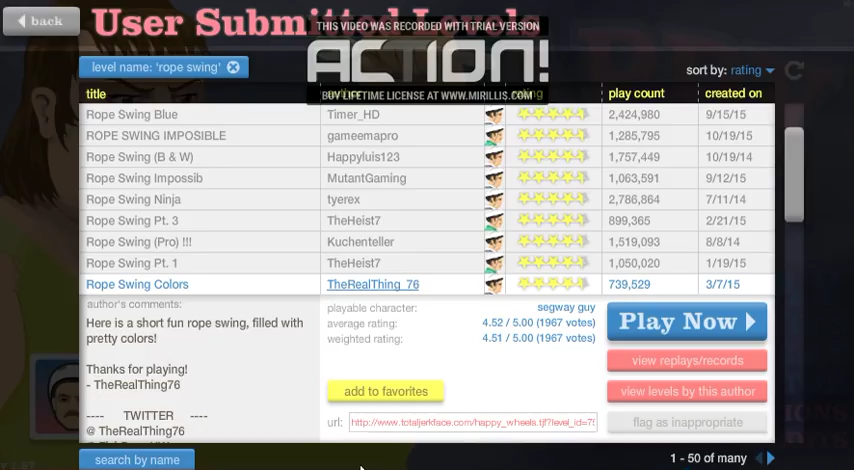 back
User Submitted Levels
THIS VIDEO WAS RECORDED WITH TRIAL VERSION
ACTION!
BUY LIFETIME LICENSE AT WWW.MIRILLIS.COM
level name: 'rope swing'
sort by: rating
title author rating play count created on
Rope Swing Blue Timer_HD 2,424,980 9/15/15
ROPE SWING IMPOSIBLE gameemapro 1,285,795 10/19/15
Rope Swing (B & W) Happyluis123 1,757,449 10/19/14
Rope Swing Impossib MutantGaming 1,063,591 9/12/15
Rope Swing Ninja tyerex 2,786,864 7/11/14
Rope Swing Pt. 3 TheHeist7 899,365 2/21/15
Rope Swing (Pro) !!! Kuchenteller 1,519,093 8/8/14
Rope Swing Pt. 1 TheHeist7 1,050,020 1/19/15
Rope Swing Colors TheRealThing_76 739,529 3/7/15
author's comments:
Here is a short fun rope swing, filled with
pretty colors!
Thanks for playing!
- TheRealThing76
---- TWITTER ----
@ TheRealThing76
playable character: segway guy
average rating: 4.52 / 5.00 (1967 votes)
weighted rating: 4.51 / 5.00 (1967 votes)
add to favorites
url: http://www.totaljerkface.com/happy_wheels.tjf?level_id=7
Play Now
view replays/records
view levels by this author
flag as inappropriate
search by name
1 - 50 of many